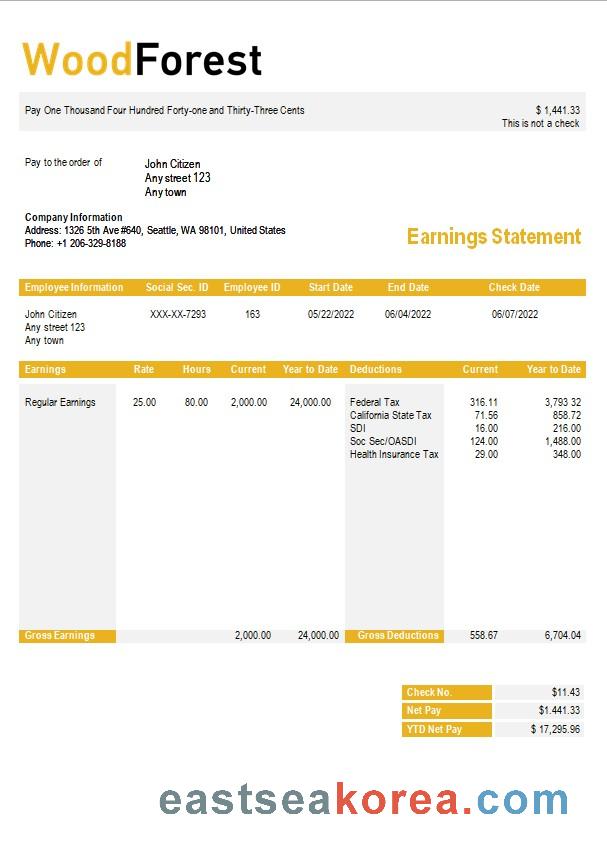 WoodForest
Pay One Thousand Four Hundred Forty-one and Thirty-Three Cents $ 1,441.33
This is not a check
Pay to the order of John Citizen
Any street 123
Any town
Company Information
Address: 1326 5th Ave #640, Seattle, WA 98101, United States
Phone: +1 206-329-8188
Earnings Statement
Employee Information Social Sec. ID Employee ID Start Date End Date Check Date
John Citizen XXX-XX-7293 163 05/22/2022 06/04/2022 06/07/2022
Any street 123
Any town
Earnings Rate Hours Current Year to Date Deductions Current Year to Date
Regular Earnings 25.00 80.00 2,000.00 24,000.00 Federal Tax 316.11 3,793 32
California State Tax 71.56 858.72
SDI 16.00 216.00
Soc Sec/OASDI 124.00 1,488.00
Health Insurance Tax 29.00 348.00
Gross Earnings 2,000.00 24,000.00 Gross Deductions 558.67 6,704.04
Check No. $11.43
Net Pay $1.441.33
YTD Net Pay $ 17,295.96
eastseakorea.com